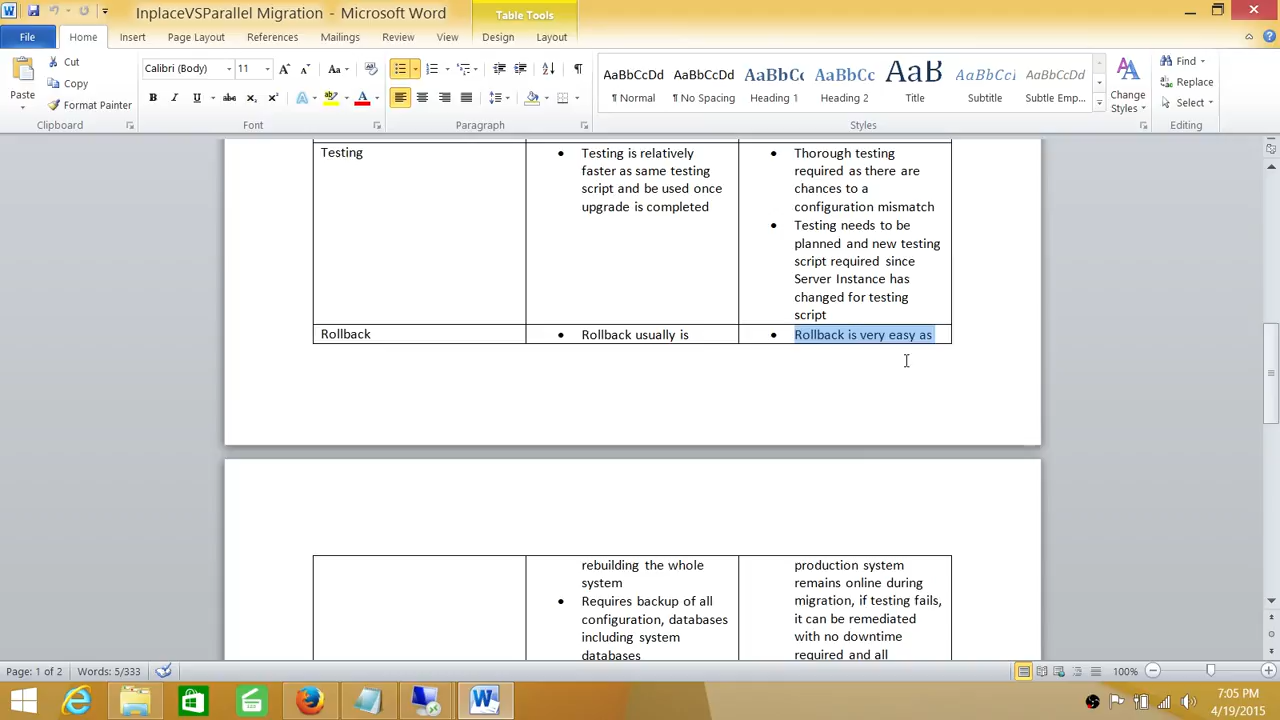 InplaceVSParallel Migration - Microsoft Word
Table Tools
File
Home
Insert
Page Layout
References
Mailings
Review
View
Design
Layout
Paste
Cut
Copy
Format Painter
Clipboard
Calibri (Body)
11
Font
Paragraph
AaBbCcDd
¶ Normal
AaBbCcDd
¶ No Spacing
AaBbCc
Heading 1
AaBbCc
Heading 2
AaB
Title
AaBbCcI
Subtitle
AaBbCcDd
Subtle Emp...
Change
Styles
Styles
Find
Replace
Select
Editing
Testing
• Testing is relatively
faster as same testing
script and be used once
upgrade is completed
• Thorough testing
required as there are
chances to a
configuration mismatch
• Testing needs to be
planned and new testing
script required since
Server Instance has
changed for testing
script
Rollback
• Rollback usually is
• Rollback is very easy as
rebuilding the whole
system
• Requires backup of all
configuration, databases
including system
databases
production system
remains online during
migration, if testing fails,
it can be remediated
with no downtime
required and all
Page: 1 of 2
Words: 5/333
100%
7:05 PM
4/19/2015